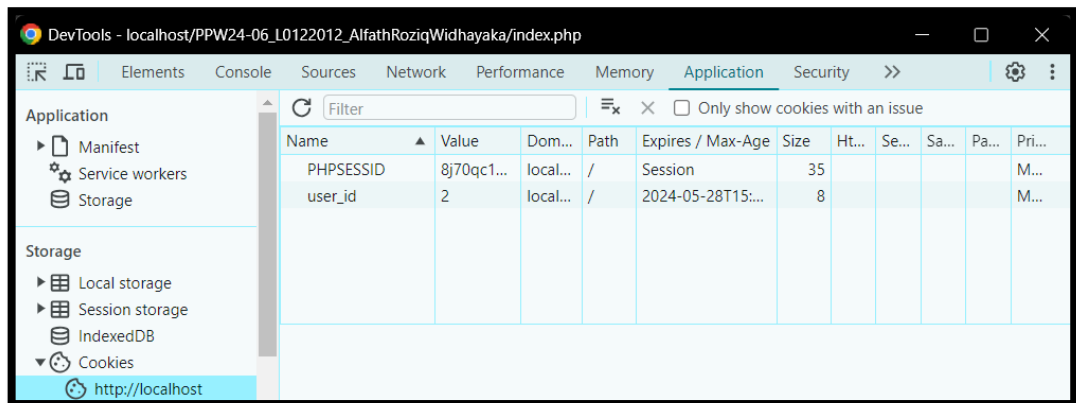 DevTools - localhost/PPW24-06_L0122012_AlfathRoziqWidhayaka/index.php
Elements Console Sources Network Performance Memory Application Security
Application
Manifest
Service workers
Storage
Storage
Local storage
Session storage
IndexedDB
Cookies
http://localhost
Filter Only show cookies with an issue
Name Value Dom... Path Expires / Max-Age Size Ht... Se... Sa... Pa... Pri...
PHPSESSID 8j70qc1... local... / Session 35 M...
user_id 2 local... / 2024-05-28T15:... 8 M...